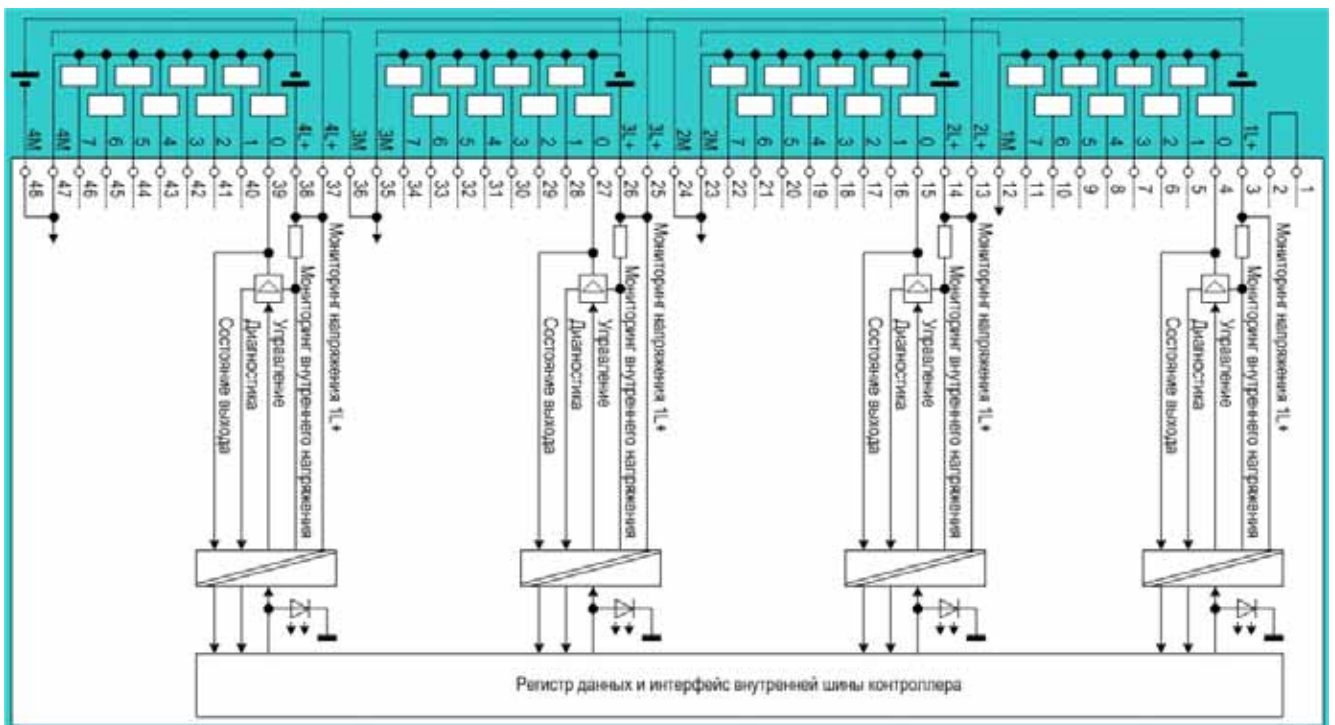 4M 4M 7 6 5 4 3 2 1 0 4L+ 4L+ 3M 3M 7 6 5 4 3 2 1 0 3L+ 3L+ 2M 2M 7 6 5 4 3 2 1 0 2L+ 2L+ 1M 7 6 5 4 3 2 1 0 1L+
48 47 46 45 44 43 42 41 40 39 38 37 36 35 34 33 32 31 30 29 28 27 26 25 24 23 22 21 20 19 18 17 16 15 14 13 12 11 10 9 8 7 6 5 4 3 2 1
Мониторинг напряжения 1L+
Мониторинг внутреннего напряжения
Управление
Диагностика
Состояние выхода
Мониторинг напряжения 1L+
Мониторинг внутреннего напряжения
Управление
Диагностика
Состояние выхода
Мониторинг напряжения 1L+
Мониторинг внутреннего напряжения
Управление
Диагностика
Состояние выхода
Мониторинг напряжения 1L+
Мониторинг внутреннего напряжения
Управление
Диагностика
Состояние выхода
Регистр данных и интерфейс внутренней шины контроллера